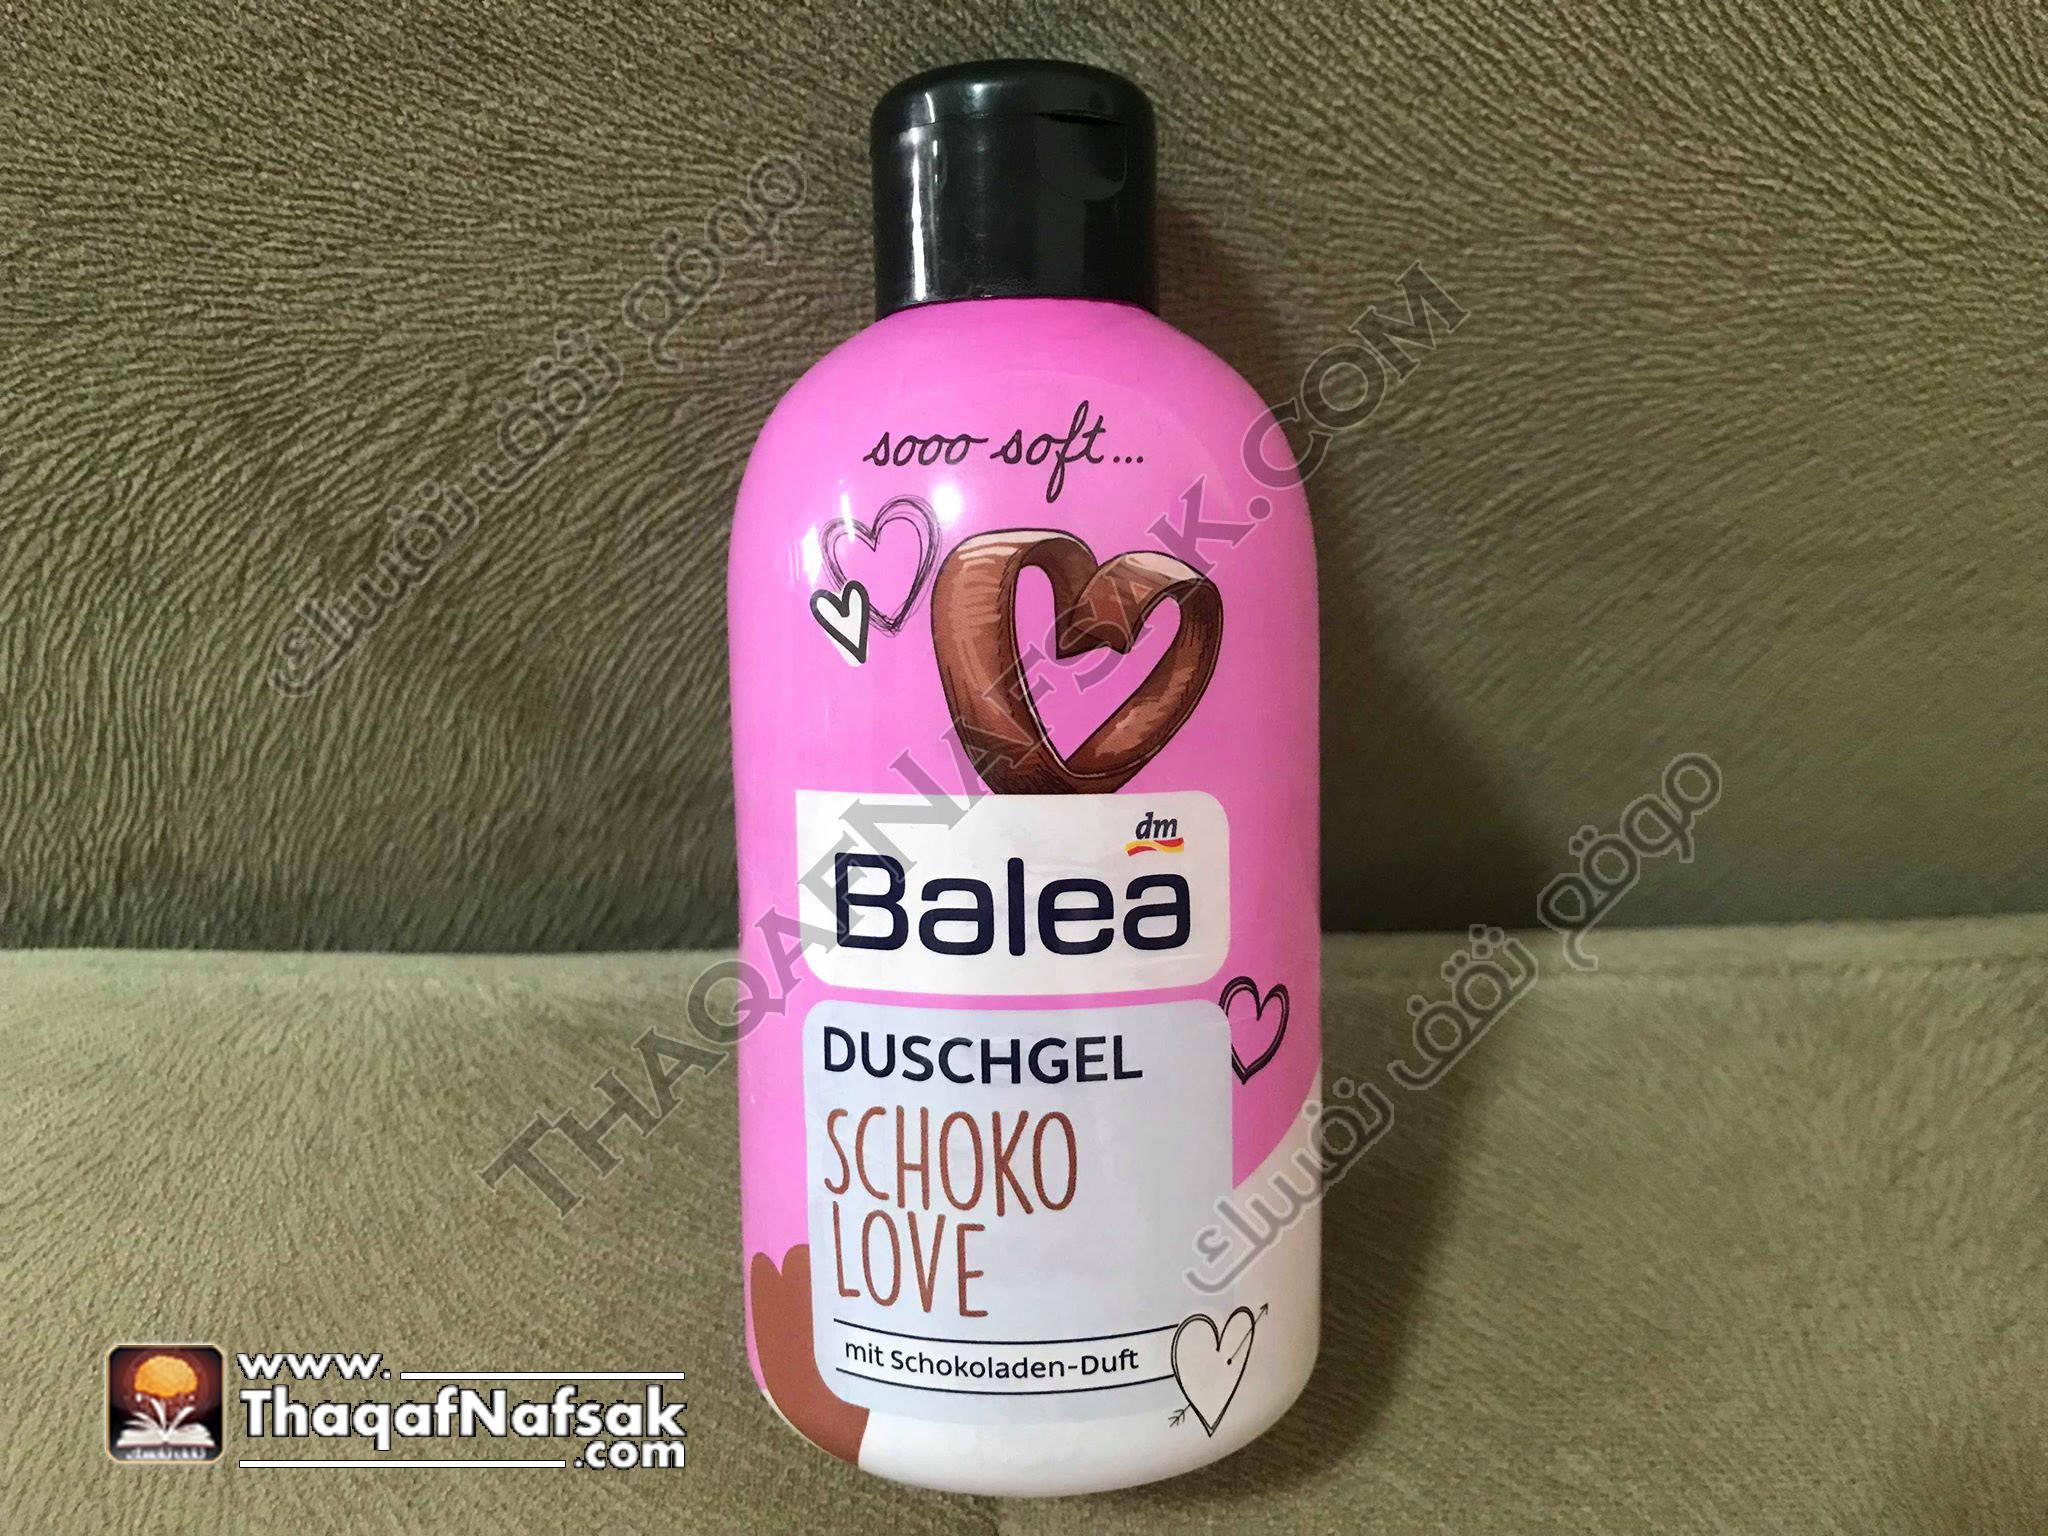 sooo soft...
dm
Balea
DUSCHGEL
SCHOKO
LOVE
mit Schokoladen-Duft
موقع ثقف نفسك
THAQAFNAFSAK.COM
موقع ثقف نفسك
www.
ThaqafNafsak
.com